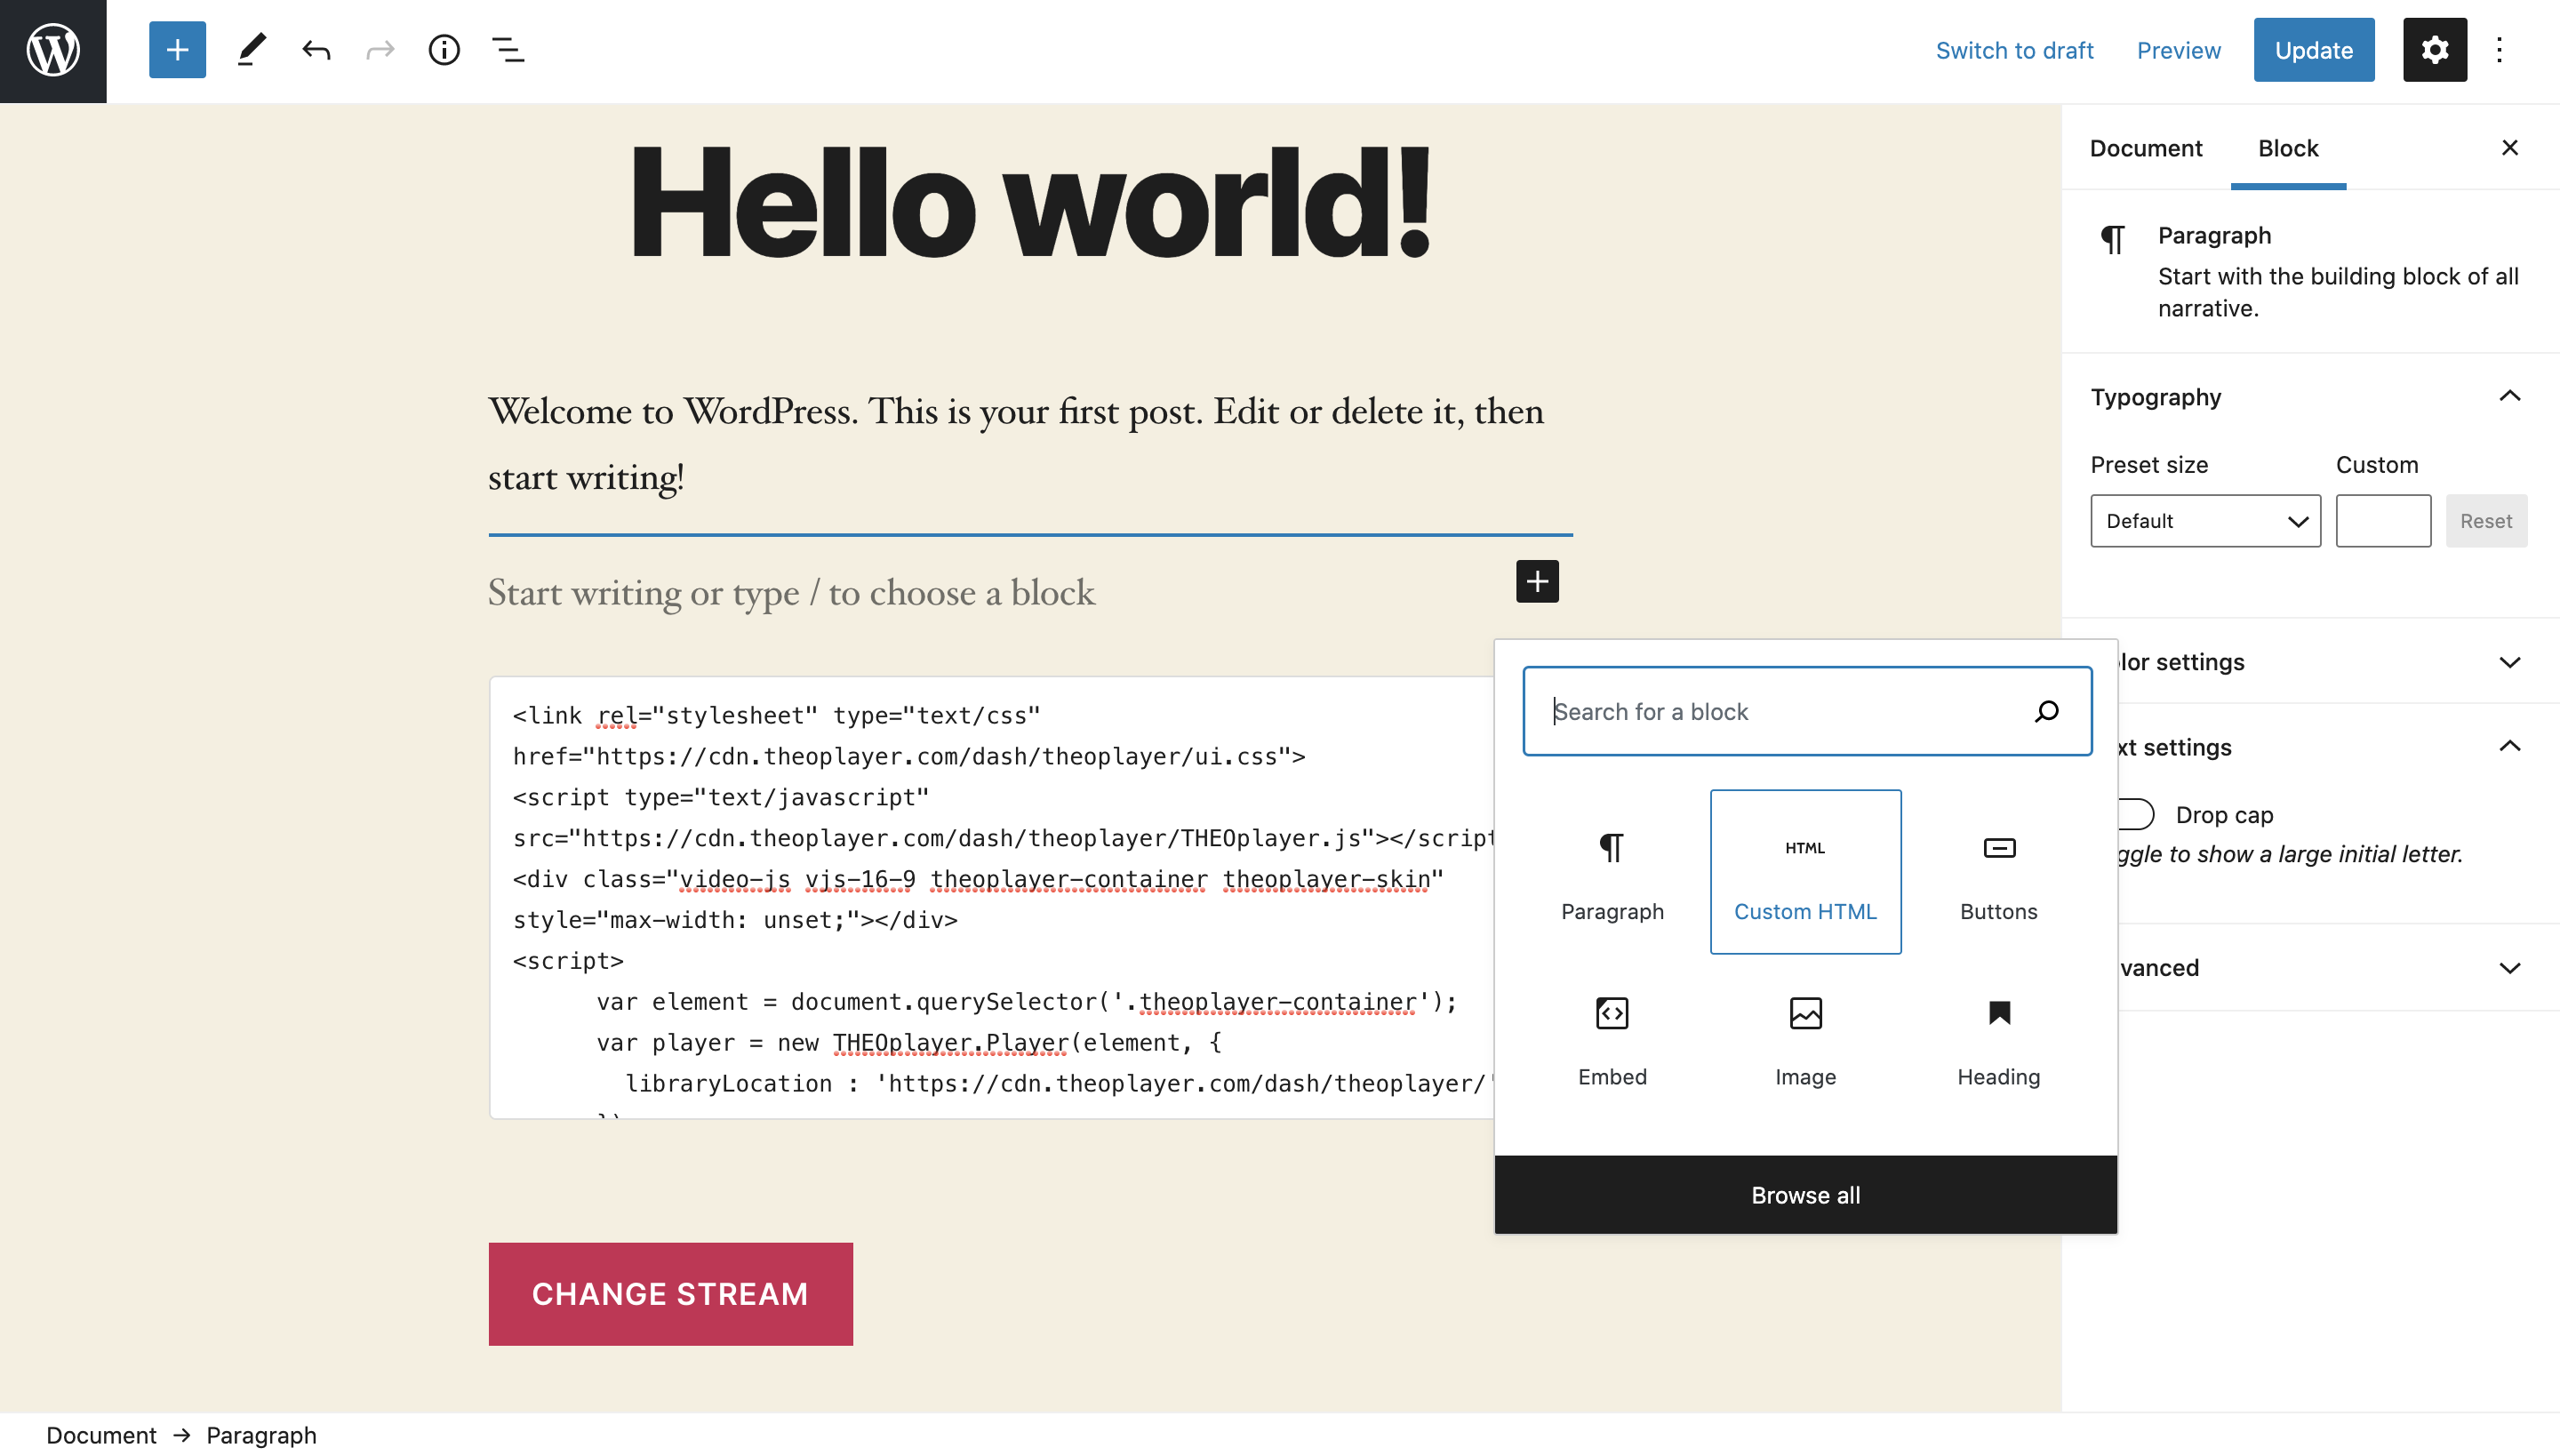 Switch to draft
Preview
Update
Hello world!
Welcome to WordPress. This is your first post. Edit or delete it, then
start writing!
Start writing or type / to choose a block
<link rel="stylesheet" type="text/css"
href="https://cdn.theoplayer.com/dash/theoplayer/ui.css">
<script type="text/javascript"
src="https://cdn.theoplayer.com/dash/theoplayer/THEOplayer.js"></script
<div class="video-js vjs-16-9 theoplayer-container theoplayer-skin"
style="max-width: unset;"></div>
<script>
var element = document.querySelector('.theoplayer-container');
var player = new THEOplayer.Player(element, {
libraryLocation : 'https://cdn.theoplayer.com/dash/theoplayer/'
CHANGE STREAM
Search for a block
Paragraph
HTML
Custom HTML
Buttons
Embed
Image
Heading
Browse all
Document
Block
Paragraph
Start with the building block of all
narrative.
Typography
Preset size
Custom
Default
Reset
lor settings
xt settings
Drop cap
ggle to show a large initial letter.
vanced
Document → Paragraph